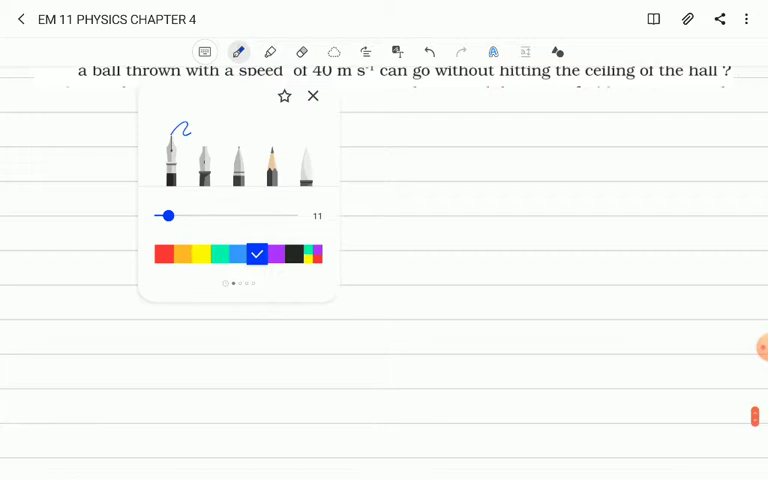 EM 11 PHYSICS CHAPTER 4
a ball thrown with a speed of 40 m s⁻¹ can go without hitting the ceiling of the hall ?
11